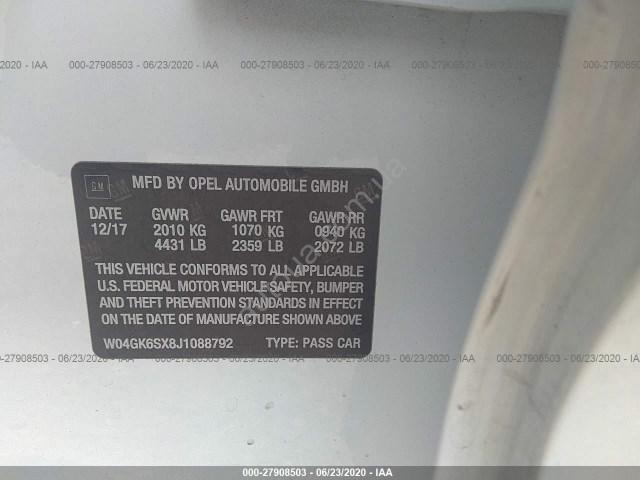 000-27908503 - 06/23/2020 - IAA
GM MFD BY OPEL AUTOMOBILE GMBH
DATE GVWR GAWR FRT GAWR RR
12/17 2010 KG 1070 KG 0940 KG
4431 LB 2359 LB 2072 LB
THIS VEHICLE CONFORMS TO ALL APPLICABLE
U.S. FEDERAL MOTOR VEHICLE SAFETY, BUMPER
AND THEFT PREVENTION STANDARDS IN EFFECT
ON THE DATE OF MANUFACTURE SHOWN ABOVE
W04GK6SX8J1088792 TYPE: PASS CAR
000-27908503 - 06/23/2020 - IAA
000-27908503 - 06/23/2020 - IAA